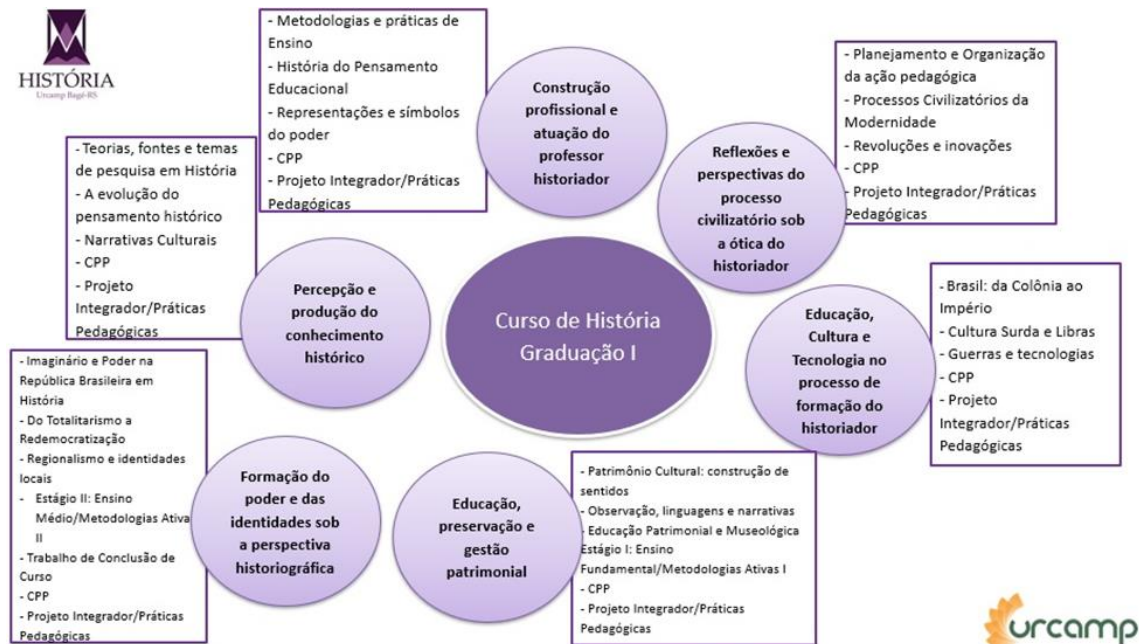 HISTÓRIA
Urcamp Bagé-RS
- Metodologias e práticas de
Ensino
- História do Pensamento
Educacional
- Representações e símbolos
do poder
- CPP
- Projeto Integrador/Práticas
Pedagógicas
Construção
profissional e
atuação do
professor
historiador
- Planejamento e Organização
da ação pedagógica
- Processos Civilizatórios da
Modernidade
- Revoluções e inovações
- CPP
- Projeto Integrador/Práticas
Pedagógicas
Reflexões e
perspectivas do
processo
civilizatório sob
a ótica do
historiador
- Teorias, fontes e temas
de pesquisa em História
- A evolução do
pensamento histórico
- Narrativas Culturais
- CPP
- Projeto
Integrador/Práticas
Pedagógicas
Percepção e
produção do
conhecimento
histórico
Curso de História
Graduação I
Educação,
Cultura e
Tecnologia no
processo de
formação do
historiador
- Brasil: da Colônia ao
Império
- Cultura Surda e Libras
- Guerras e tecnologias
- CPP
- Projeto
Integrador/Práticas
Pedagógicas
- Imaginário e Poder na
República Brasileira em
História
- Do Totalitarismo a
Redemocratização
- Regionalismo e identidades
locais
- Estágio II: Ensino
Médio/Metodologias Ativa
II
- Trabalho de Conclusão de
Curso
- CPP
- Projeto Integrador/Práticas
Pedagógicas
Formação do
poder e das
identidades sob
a perspectiva
historiográfica
Educação,
preservação e
gestão
patrimonial
- Patrimônio Cultural: construção de
sentidos
- Observação, linguagens e narrativas
- Educação Patrimonial e Museológica
Estágio I: Ensino
Fundamental/Metodologias Ativas I
- CPP
- Projeto Integrador/Práticas
Pedagógicas
urcamp